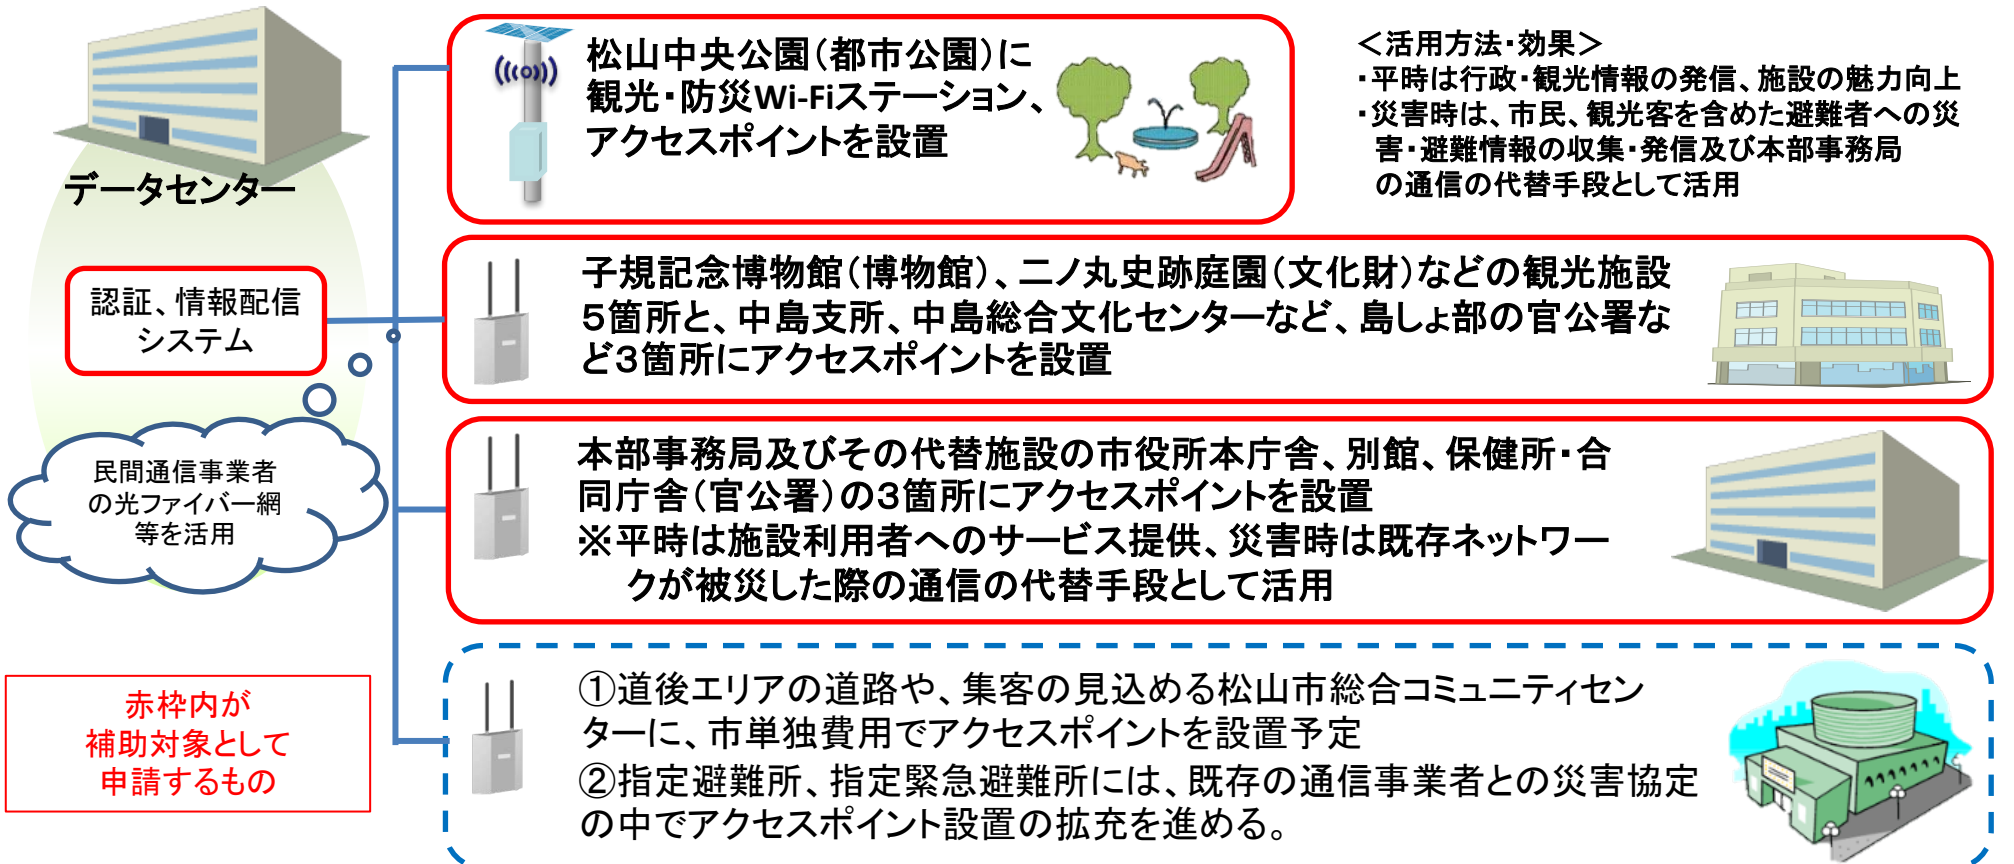 データセンター
認証、情報配信
システム
民間通信事業者
の光ファイバー網
等を活用
赤枠内が
補助対象として
申請するもの
松山中央公園(都市公園)に
観光・防災Wi-Fiステーション、
アクセスポイントを設置
＜活用方法・効果＞
・平時は行政・観光情報の発信、施設の魅力向上
・災害時は、市民、観光客を含めた避難者への災
害・避難情報の収集・発信及び本部事務局
の通信の代替手段として活用
子規記念博物館(博物館)、二ノ丸史跡庭園(文化財)などの観光施設
5箇所と、中島支所、中島総合文化センターなど、島しょ部の官公署な
ど3箇所にアクセスポイントを設置
本部事務局及びその代替施設の市役所本庁舎、別館、保健所・合
同庁舎(官公署)の3箇所にアクセスポイントを設置
※平時は施設利用者へのサービス提供、災害時は既存ネットワー
クが被災した際の通信の代替手段として活用
①道後エリアの道路や、集客の見込める松山市総合コミュニティセン
ターに、市単独費用でアクセスポイントを設置予定
②指定避難所、指定緊急避難所には、既存の通信事業者との災害協定
の中でアクセスポイント設置の拡充を進める。